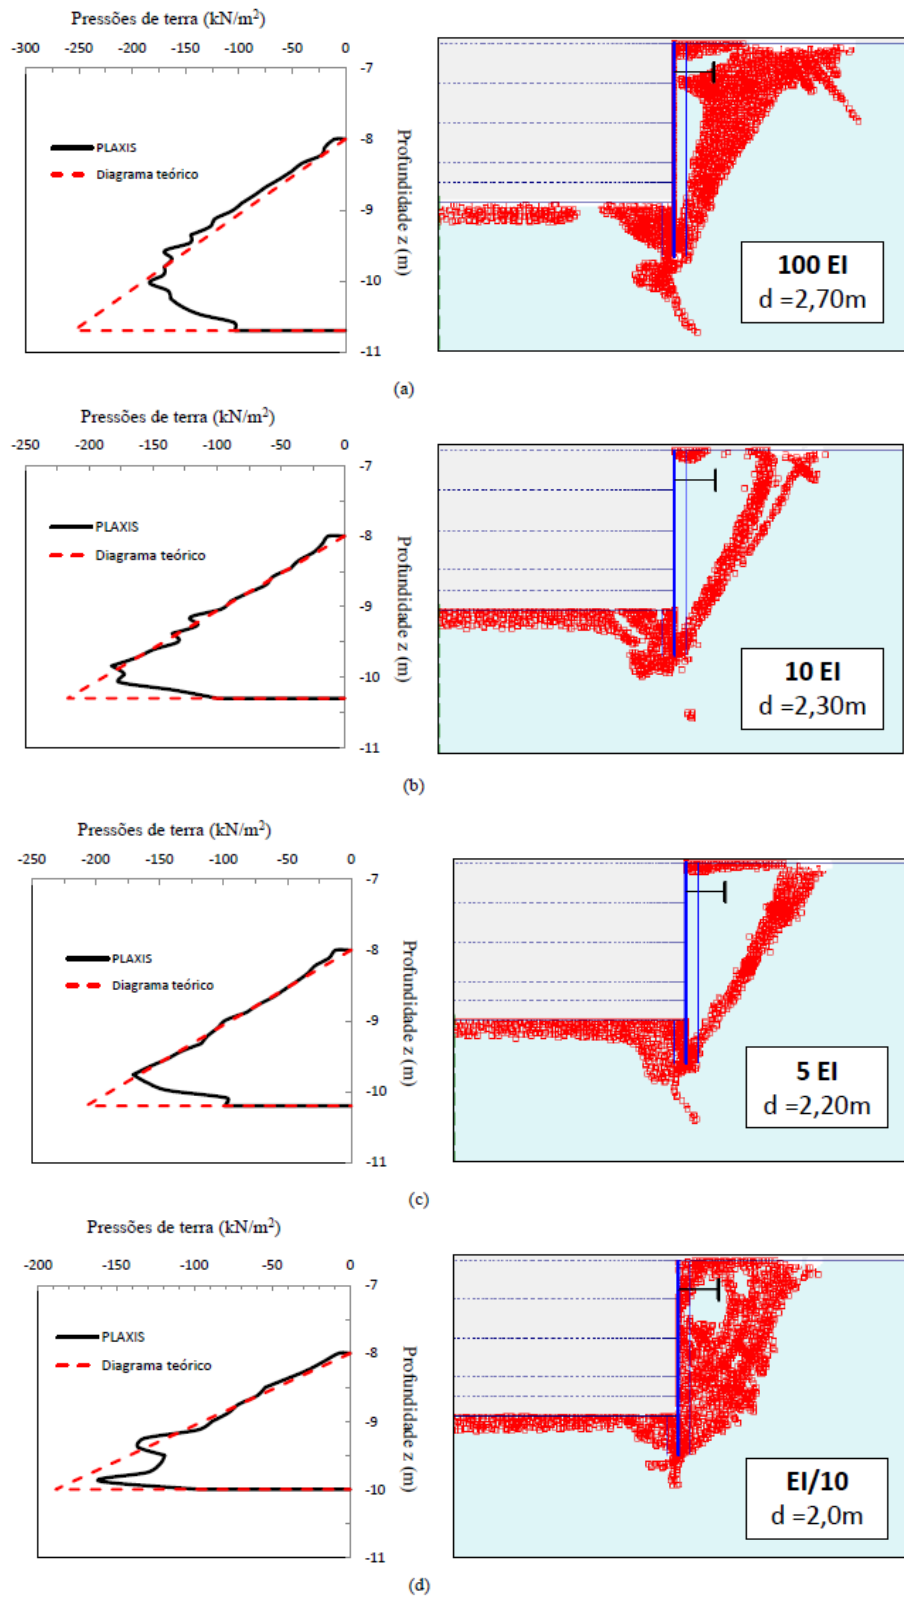 Pressões de terra (kN/m²)
-300 -250 -200 -150 -100 -50 0
-7
-8
-9
-10
-11
Profundidade z (m)
PLAXIS
Diagrama teórico
100 EI
d =2,70m
(a)
Pressões de terra (kN/m²)
-250 -200 -150 -100 -50 0
-7
-8
-9
-10
-11
Profundidade z (m)
PLAXIS
Diagrama teórico
10 EI
d =2,30m
(b)
Pressões de terra (kN/m²)
-250 -200 -150 -100 -50 0
-7
-8
-9
-10
-11
Profundidade z (m)
PLAXIS
Diagrama teórico
5 EI
d =2,20m
(c)
Pressões de terra (kN/m²)
-200 -150 -100 -50 0
-7
-8
-9
-10
-11
Profundidade z (m)
PLAXIS
Diagrama teórico
EI/10
d =2,0m
(d)